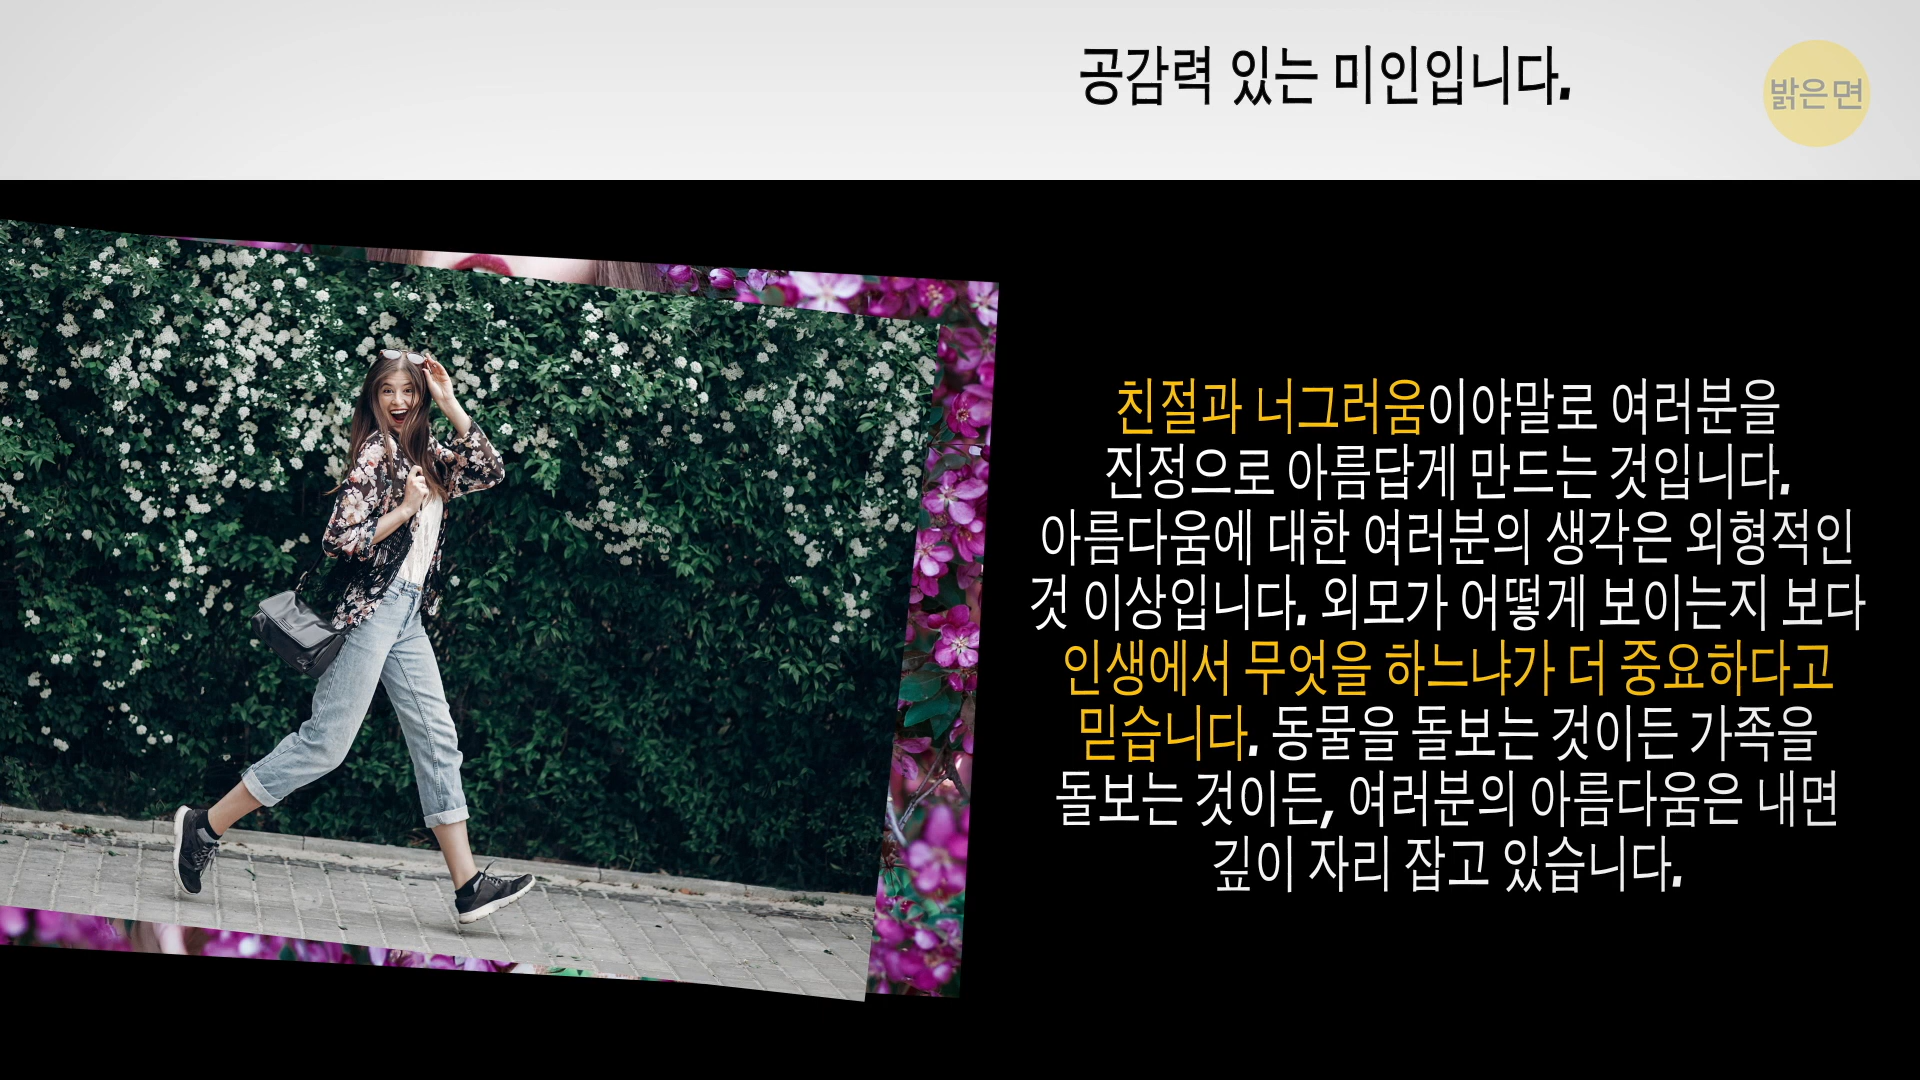 공감력 있는 미인입니다.
밝은면
친절과 너그러움이야말로 여러분을
진정으로 아름답게 만드는 것입니다.
아름다움에 대한 여러분의 생각은 외형적인
것 이상입니다. 외모가 어떻게 보이는지 보다
인생에서 무엇을 하느냐가 더 중요하다고
믿습니다. 동물을 돌보는 것이든 가족을
돌보는 것이든, 여러분의 아름다움은 내면
깊이 자리 잡고 있습니다.